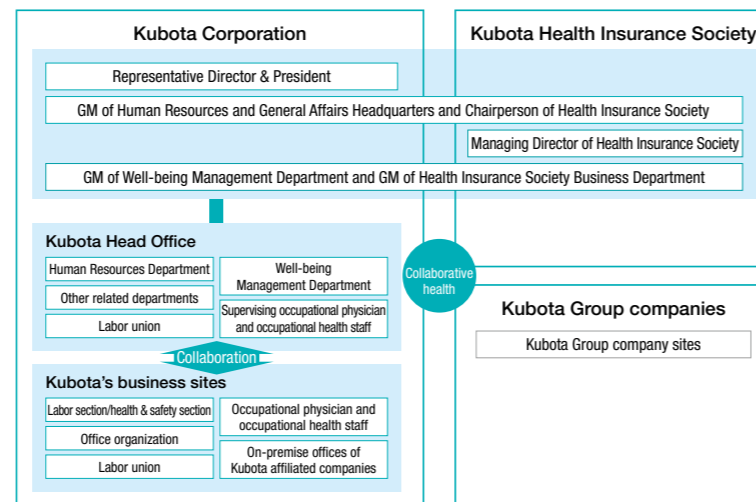 Kubota Corporation
Kubota Health Insurance Society
Representative Director & President
GM of Human Resources and General Affairs Headquarters and Chairperson of Health Insurance Society
Managing Director of Health Insurance Society
GM of Well-being Management Department and GM of Health Insurance Society Business Department
Kubota Head Office
Human Resources Department
Other related departments
Labor union
Well-being
Management Department
Supervising occupational physician
and occupational health staff
Collaborative
health
Collaboration
Kubota's business sites
Labor section/health & safety section
Office organization
Labor union
Occupational physician and
occupational health staff
On-premise offices of
Kubota affiliated companies
Kubota Group companies
Kubota Group company sites